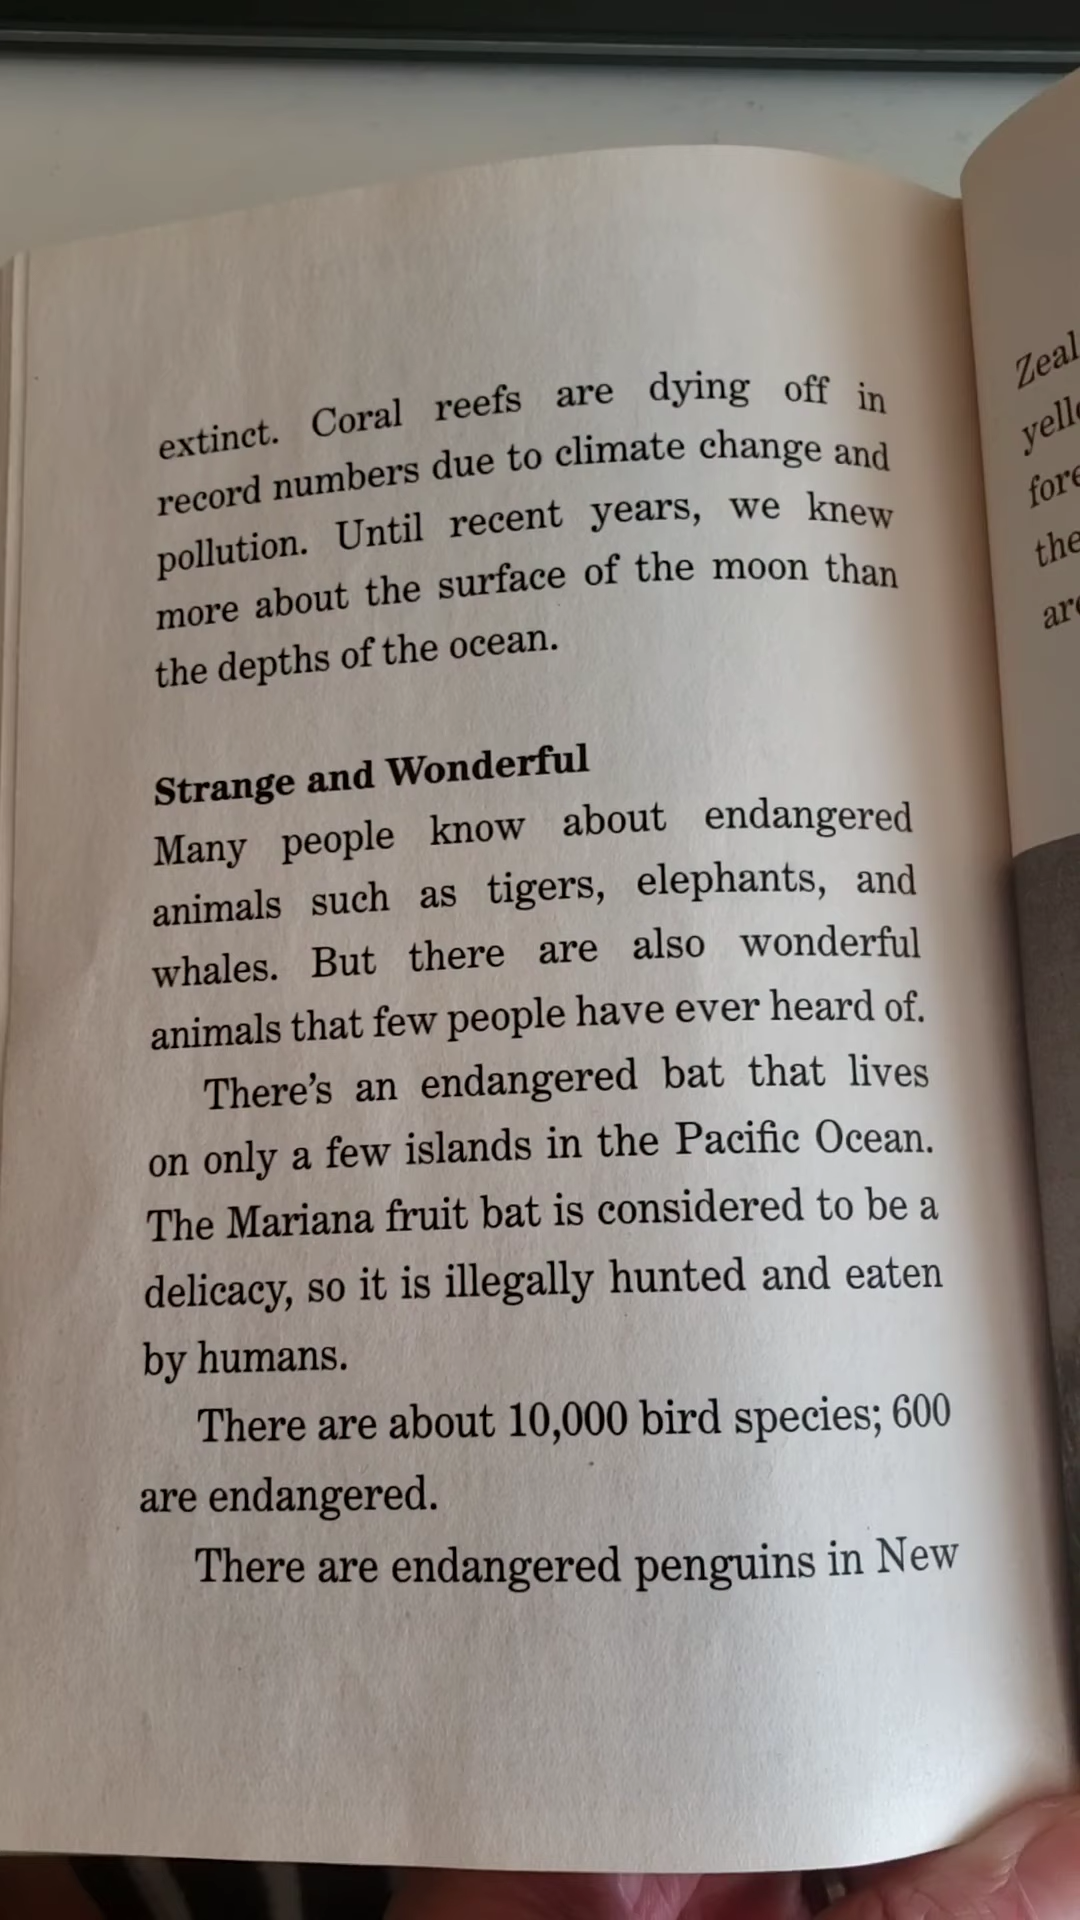 extinct. Coral reefs are dying off in
record numbers due to climate change and
pollution. Until recent years, we knew
more about the surface of the moon than
the depths of the ocean.
Strange and Wonderful
Many people know about endangered
animals such as tigers, elephants, and
whales. But there are also wonderful
animals that few people have ever heard of.
There's an endangered bat that lives
on only a few islands in the Pacific Ocean.
The Mariana fruit bat is considered to be a
delicacy, so it is illegally hunted and eaten
by humans.
There are about 10,000 bird species; 600
are endangered.
There are endangered penguins in New